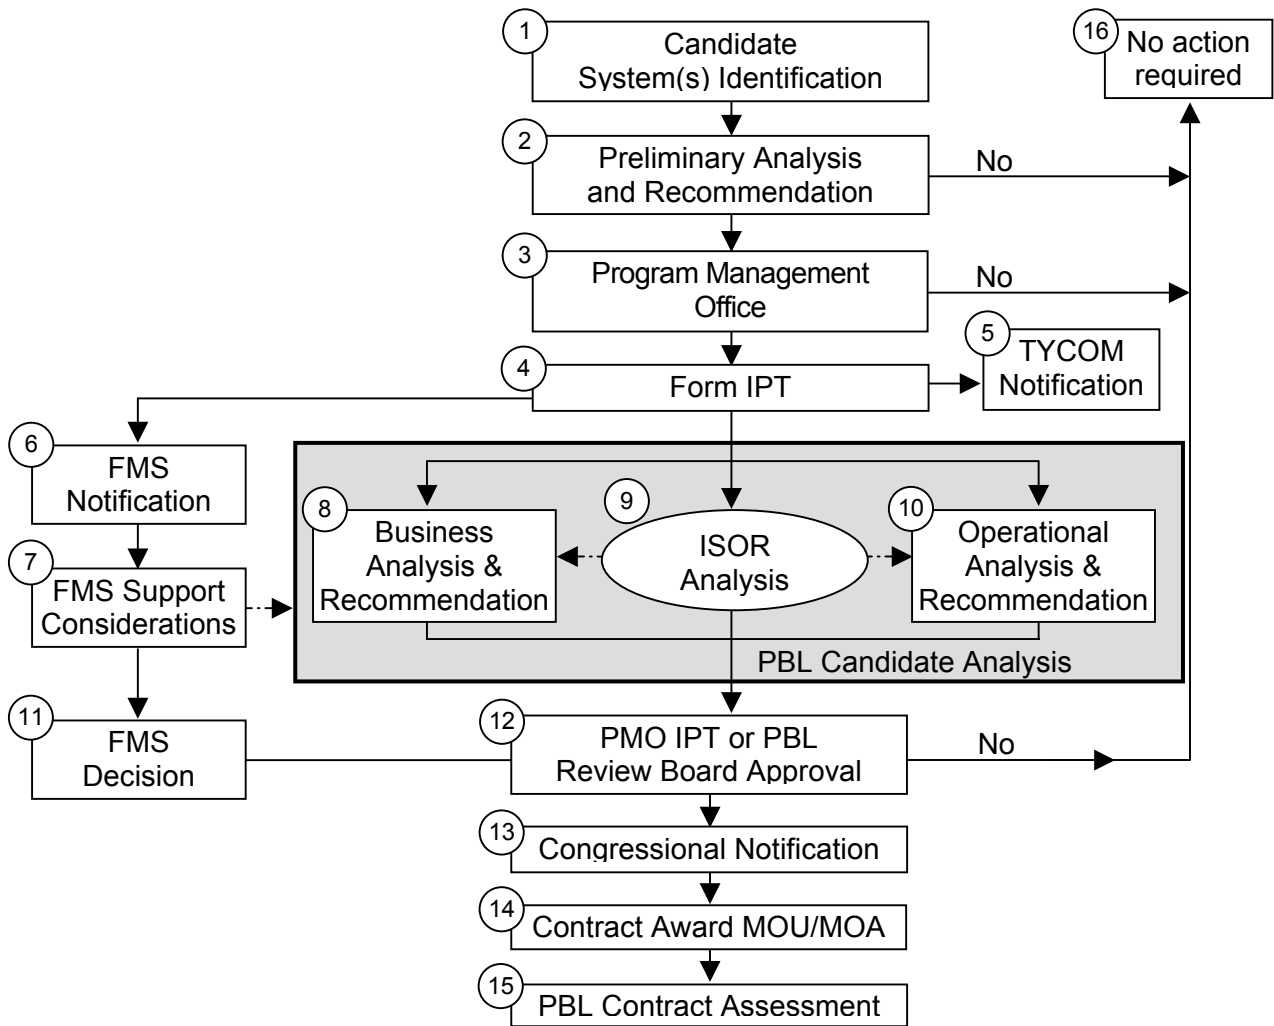 1
Candidate
System(s) Identification
16
No action
required
2
Preliminary Analysis
and Recommendation
No
3
Program Management
Office
No
4
Form IPT
5
TYCOM
Notification
6
FMS
Notification
7
FMS Support
Considerations
8
Business
Analysis &
Recommendation
9
ISOR
Analysis
10
Operational
Analysis &
Recommendation
PBL Candidate Analysis
11
FMS
Decision
12
PMO IPT or PBL
Review Board Approval
No
13
Congressional Notification
14
Contract Award MOU/MOA
15
PBL Contract Assessment